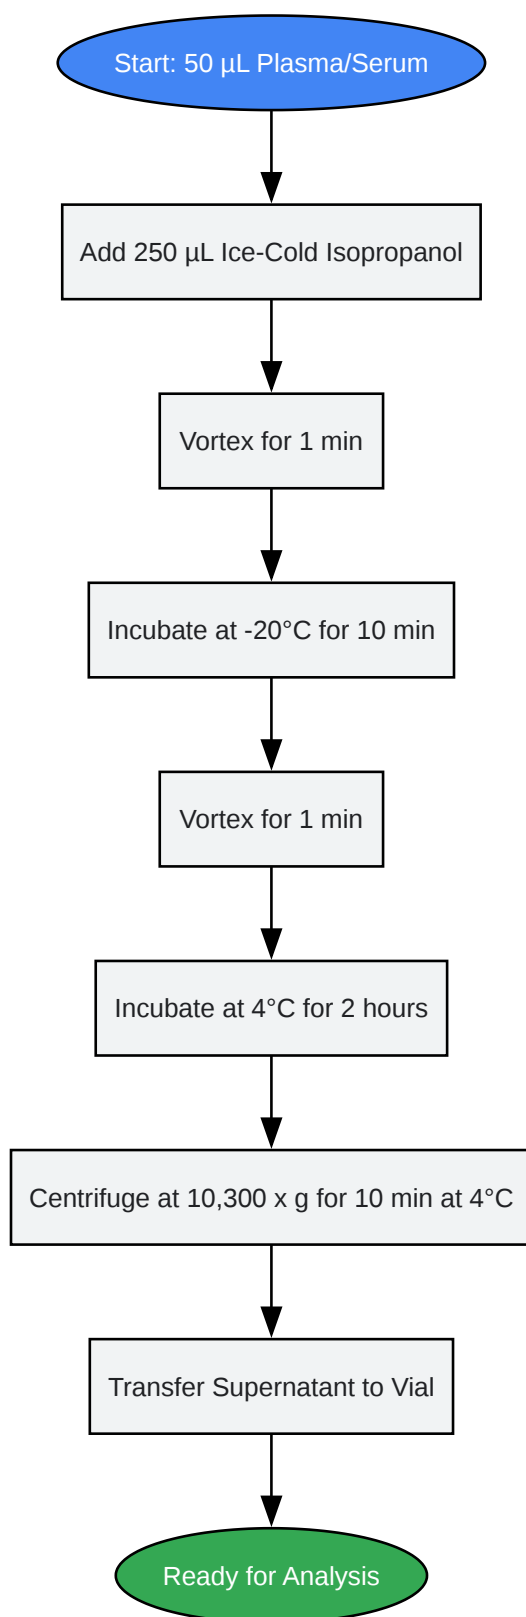 Start: 50 µL Plasma/Serum
Add 250 µL Ice-Cold Isopropanol
Vortex for 1 min
Incubate at -20°C for 10 min
Vortex for 1 min
Incubate at 4°C for 2 hours
Centrifuge at 10,300 x g for 10 min at 4°C
Transfer Supernatant to Vial
Ready for Analysis